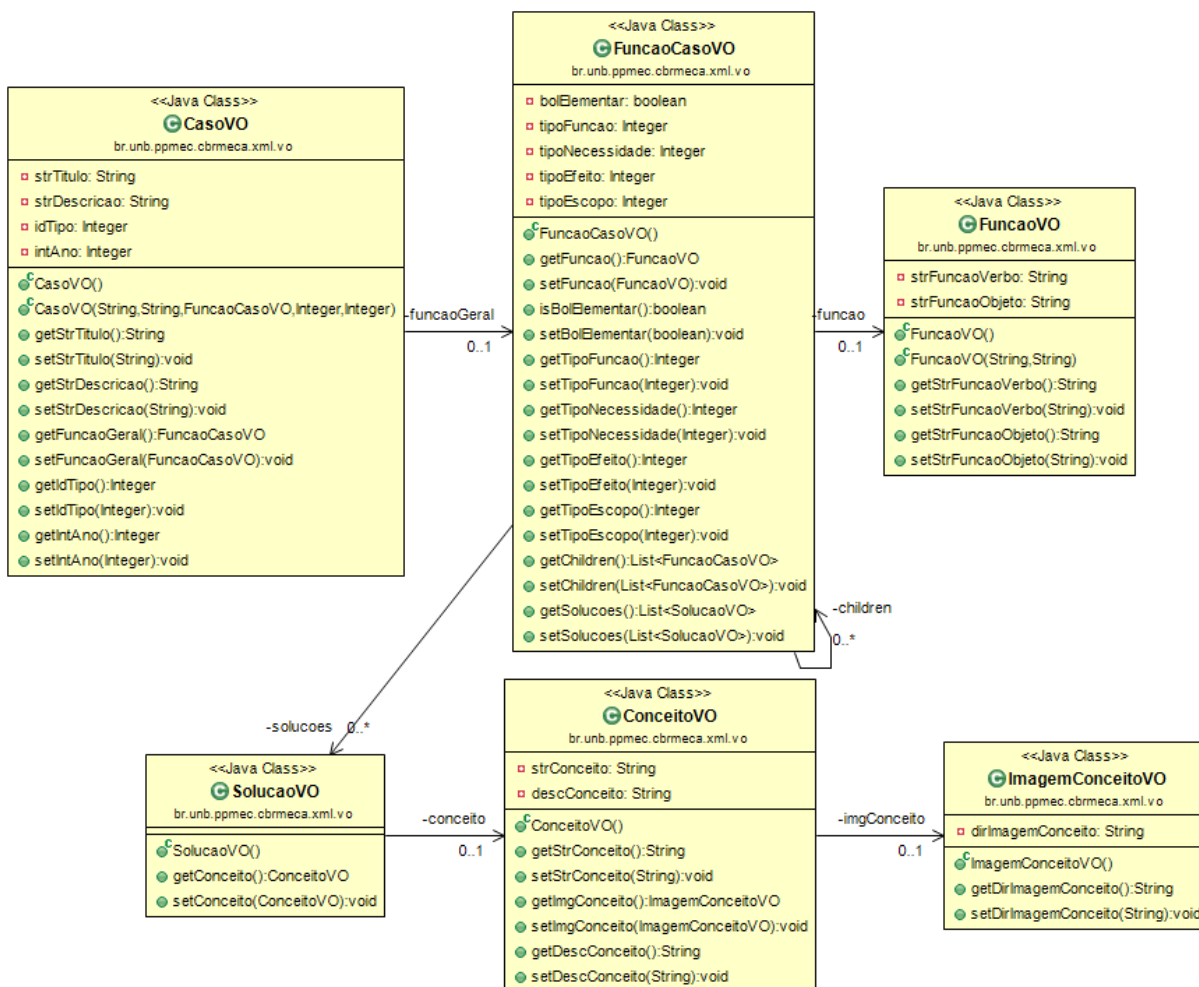 <<Java Class>>
CasoVO
br.unb.ppmec.cbrmeca.xml.vo
strTitulo: String
strDescricao: String
idTipo: Integer
intAno: Integer
CasoVO()
CasoVO(String,String,FuncaoCasoVO,Integer,Integer)
getStrTitulo():String
setStrTitulo(String):void
getStrDescricao():String
setStrDescricao(String):void
getFuncaoGeral():FuncaoCasoVO
setFuncaoGeral(FuncaoCasoVO):void
getIdTipo():Integer
setIdTipo(Integer):void
getIntAno():Integer
setIntAno(Integer):void
-funcaoGeral
0..1
<<Java Class>>
FuncaoCasoVO
br.unb.ppmec.cbrmeca.xml.vo
bolElementar: boolean
tipoFuncao: Integer
tipoNecessidade: Integer
tipoEfeito: Integer
tipoEscopo: Integer
FuncaoCasoVO()
getFuncao():FuncaoVO
setFuncao(FuncaoVO):void
isBolElementar():boolean
setBolElementar(boolean):void
getTipoFuncao():Integer
setTipoFuncao(Integer):void
getTipoNecessidade():Integer
setTipoNecessidade(Integer):void
getTipoEfeito():Integer
setTipoEfeito(Integer):void
getTipoEscopo():Integer
setTipoEscopo(Integer):void
getChildren():List<FuncaoCasoVO>
setChildren(List<FuncaoCasoVO>):void
getSolucoes():List<SolucaoVO>
setSolucoes(List<SolucaoVO>):void
-funcao
0..1
<<Java Class>>
FuncaoVO
br.unb.ppmec.cbrmeca.xml.vo
strFuncaoVerbo: String
strFuncaoObjeto: String
FuncaoVO()
FuncaoVO(String,String)
getStrFuncaoVerbo():String
setStrFuncaoVerbo(String):void
getStrFuncaoObjeto():String
setStrFuncaoObjeto(String):void
-children
0..*
-solucoes 0..*
<<Java Class>>
SolucaoVO
br.unb.ppmec.cbrmeca.xml.vo
SolucaoVO()
getConceito():ConceitoVO
setConceito(ConceitoVO):void
-conceito
0..1
<<Java Class>>
ConceitoVO
br.unb.ppmec.cbrmeca.xml.vo
strConceito: String
descConceito: String
ConceitoVO()
getStrConceito():String
setStrConceito(String):void
getImgConceito():ImagemConceitoVO
setImgConceito(ImagemConceitoVO):void
getDescConceito():String
setDescConceito(String):void
-imgConceito
0..1
<<Java Class>>
ImagemConceitoVO
br.unb.ppmec.cbrmeca.xml.vo
dirImagemConceito: String
ImagemConceitoVO()
getDirImagemConceito():String
setDirImagemConceito(String):void